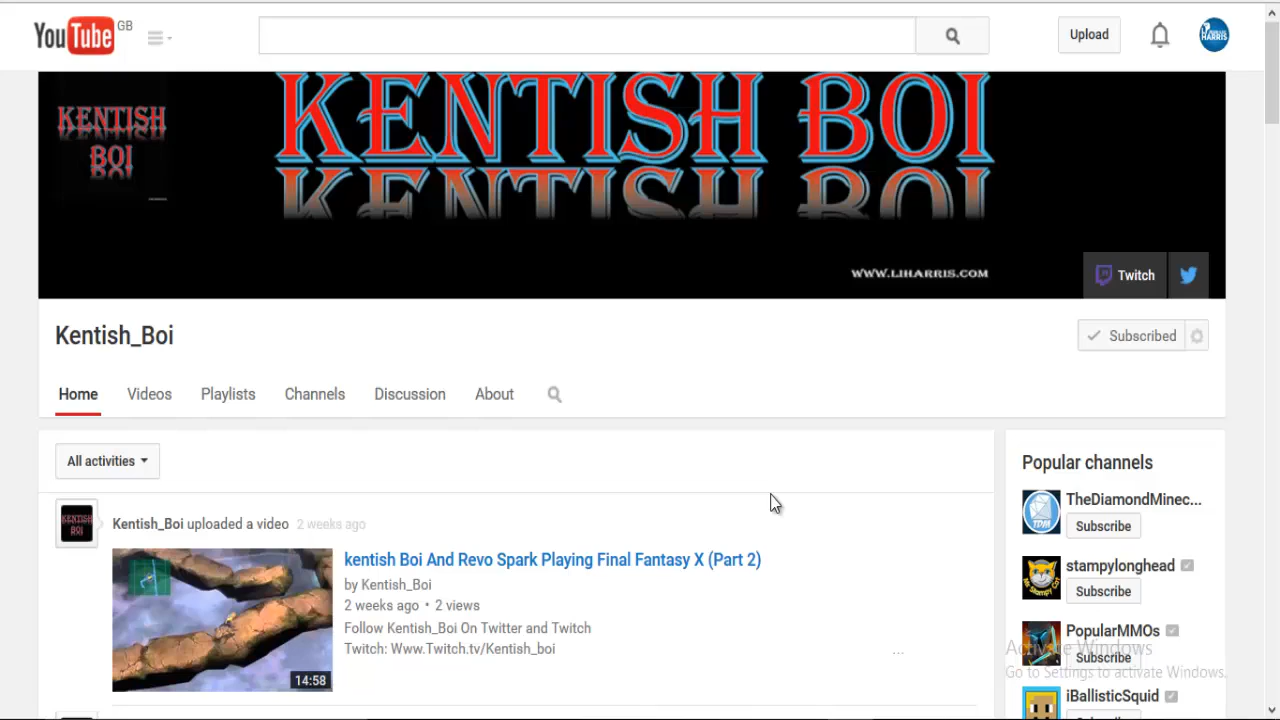 YouTube GB
Upload
HARRIS
KENTISH BOI
KENTISH
BOI
WWW.LIHARRIS.COM
Twitch
Kentish_Boi
Subscribed
Home Videos Playlists Channels Discussion About
All activities
Popular channels
TheDiamondMinec...
Subscribe
stampylonghead
Subscribe
PopularMMOs
Subscribe
iBallisticSquid
Kentish_Boi uploaded a video 2 weeks ago
kentish Boi And Revo Spark Playing Final Fantasy X (Part 2)
by Kentish_Boi
2 weeks ago • 2 views
Follow Kentish_Boi On Twitter and Twitch
Twitch: Www.Twitch.tv/Kentish_boi
...
14:58
Activate Windows
Go to Settings to activate Windows.